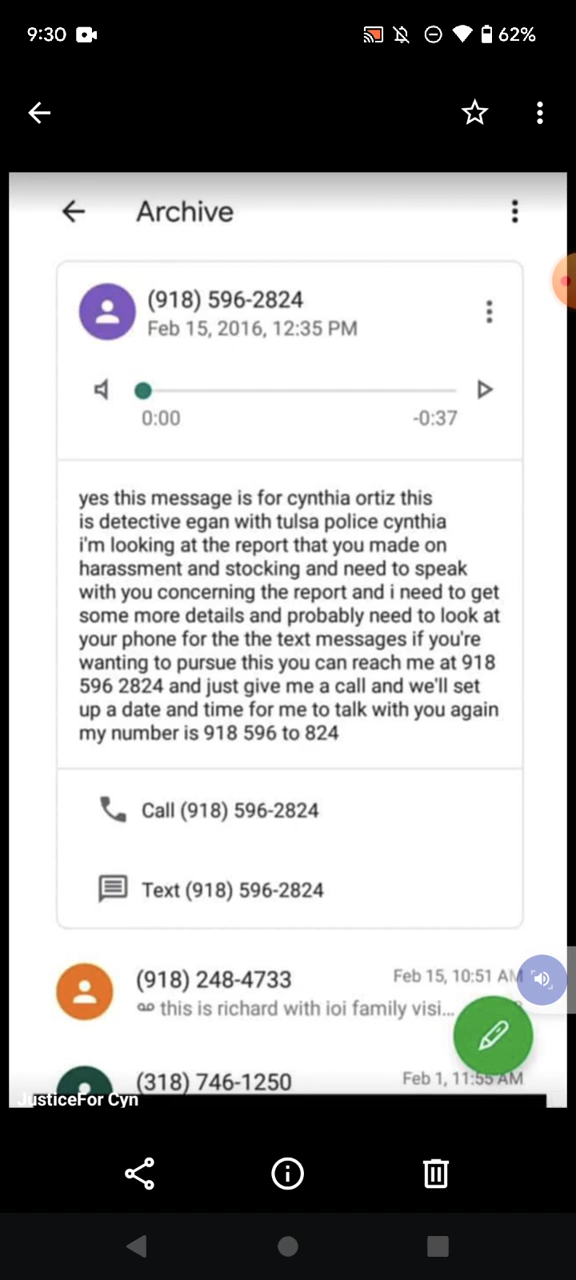 9:30
62%
Archive
(918) 596-2824
Feb 15, 2016, 12:35 PM
0:00 -0:37
yes this message is for cynthia ortiz this
is detective egan with tulsa police cynthia
i'm looking at the report that you made on
harassment and stocking and need to speak
with you concerning the report and i need to get
some more details and probably need to look at
your phone for the the text messages if you're
wanting to pursue this you can reach me at 918
596 2824 and just give me a call and we'll set
up a date and time for me to talk with you again
my number is 918 596 to 824
Call (918) 596-2824
Text (918) 596-2824
(918) 248-4733 Feb 15, 10:51 AM
this is richard with ioi family visi...
(318) 746-1250 Feb 1, 11:55 AM
JusticeFor Cyn